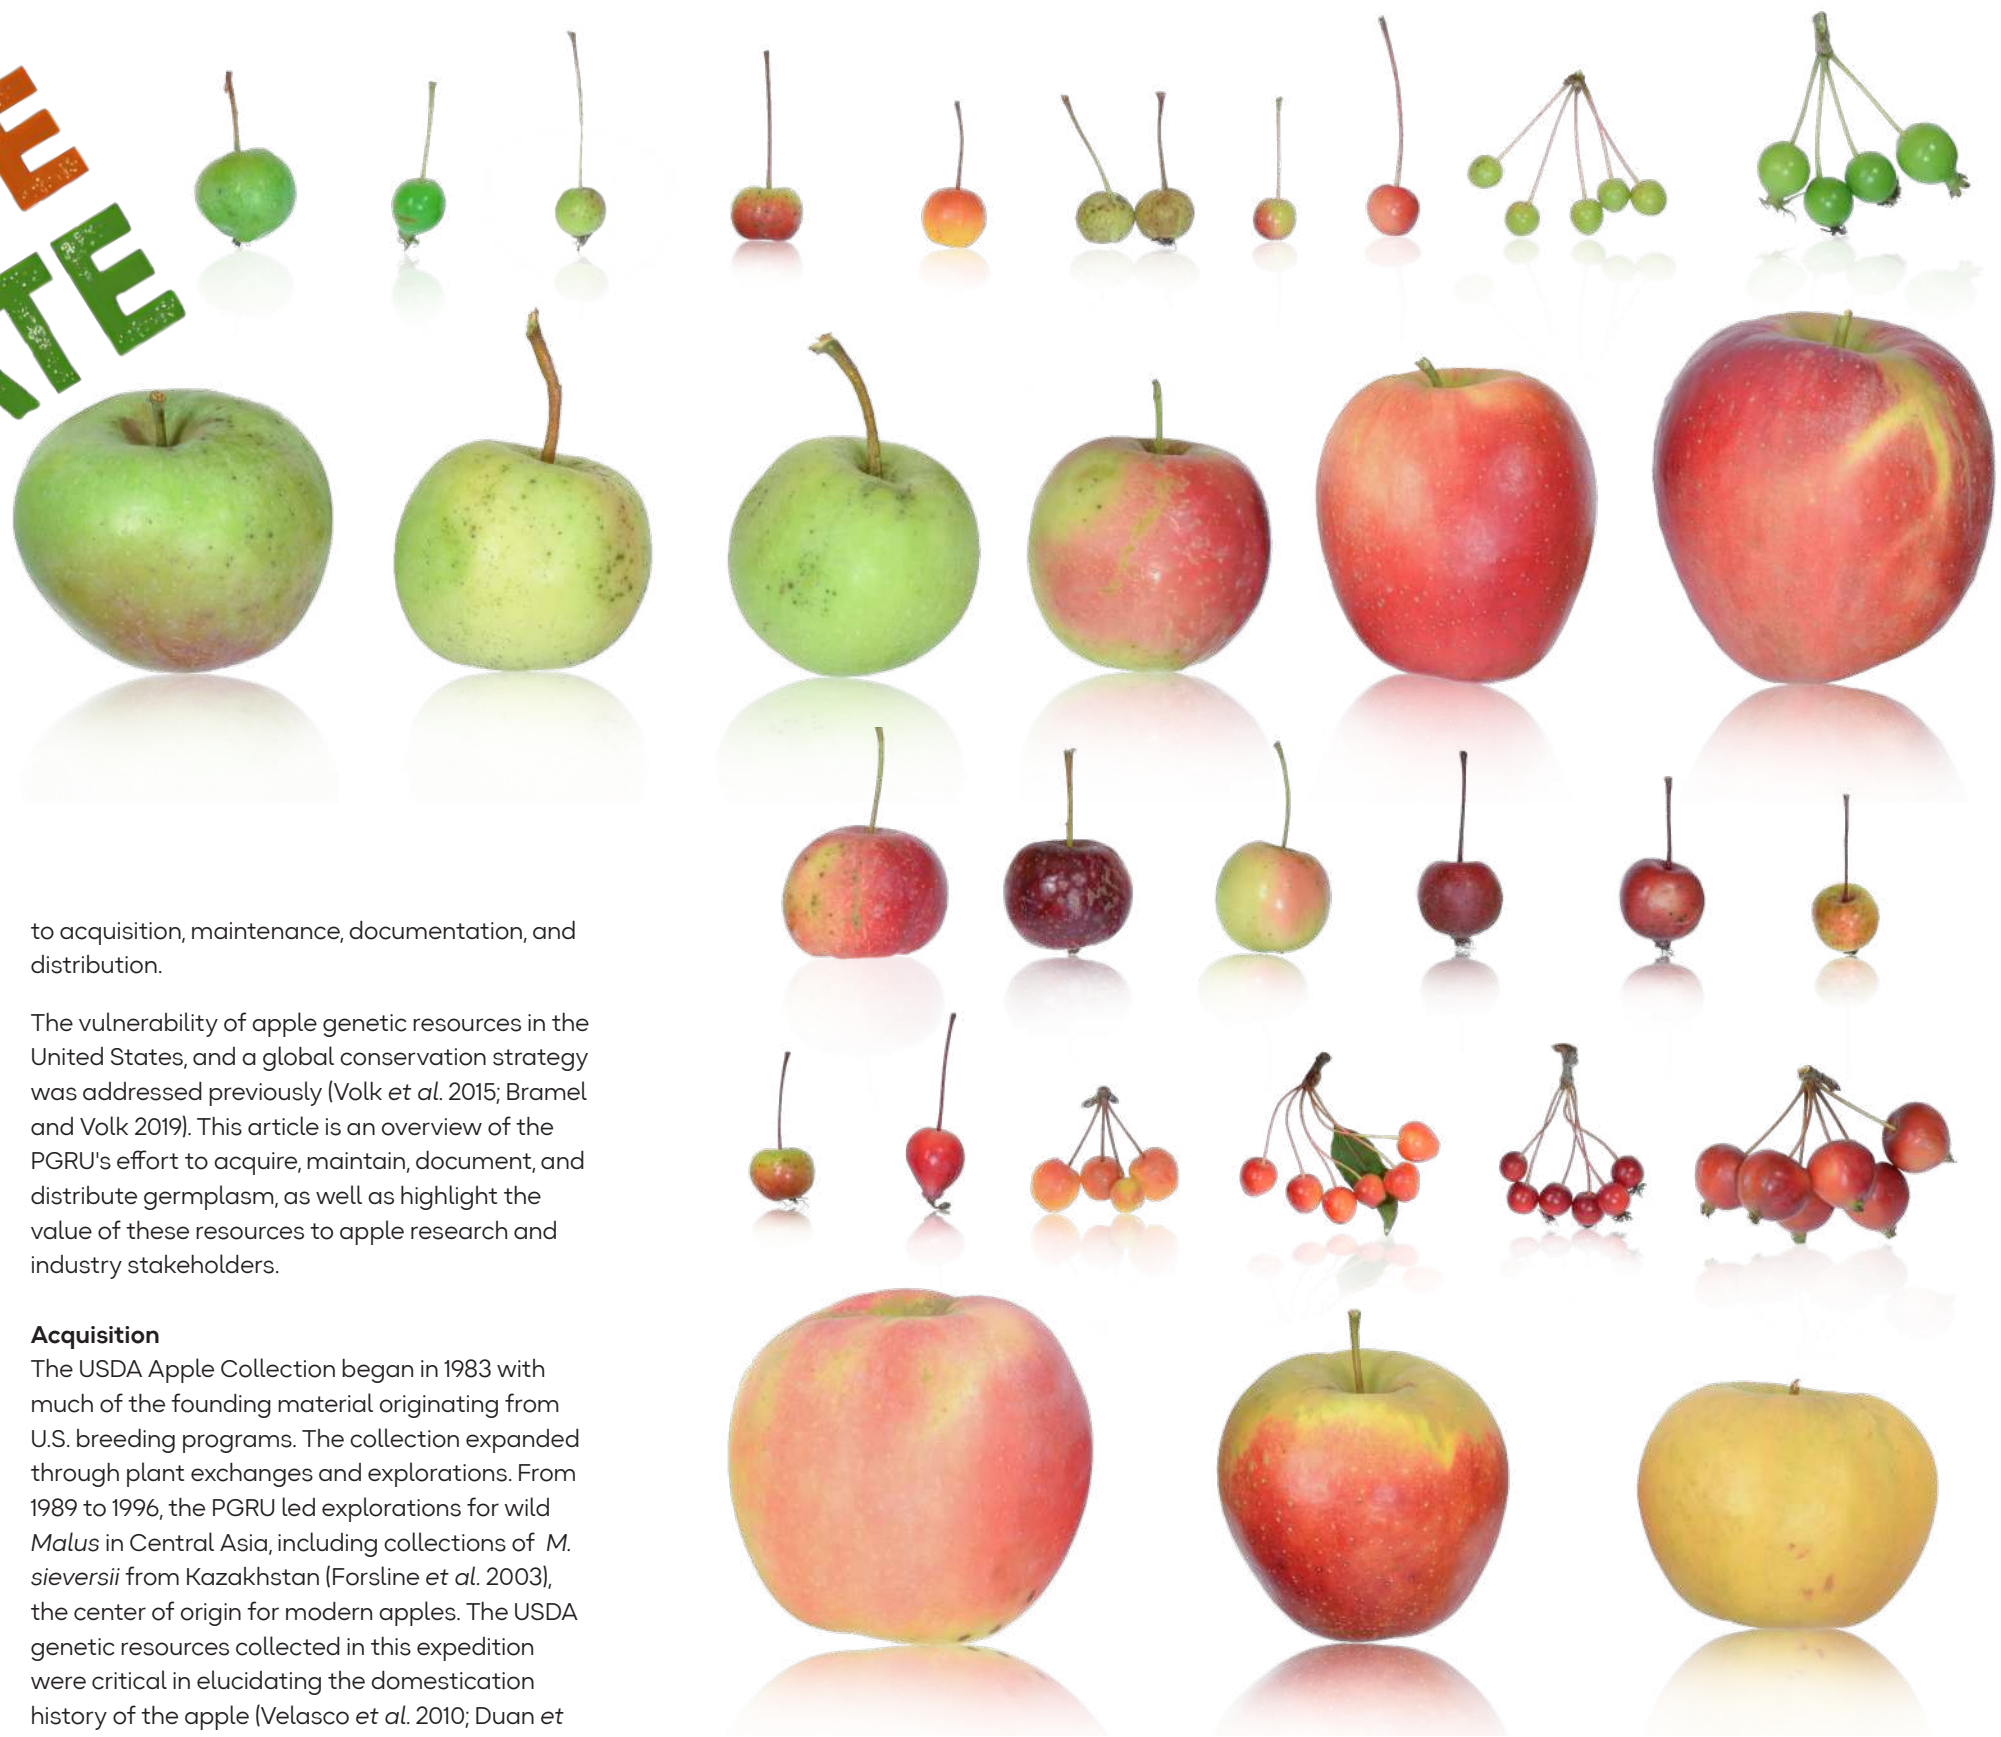 E
ATE
to acquisition, maintenance, documentation, and
distribution.
The vulnerability of apple genetic resources in the
United States, and a global conservation strategy
was addressed previously (Volk et al. 2015; Bramel
and Volk 2019). This article is an overview of the
PGRU's effort to acquire, maintain, document, and
distribute germplasm, as well as highlight the
value of these resources to apple research and
industry stakeholders.
Acquisition
The USDA Apple Collection began in 1983 with
much of the founding material originating from
U.S. breeding programs. The collection expanded
through plant exchanges and explorations. From
1989 to 1996, the PGRU led explorations for wild
Malus in Central Asia, including collections of M.
sieversii from Kazakhstan (Forsline et al. 2003),
the center of origin for modern apples. The USDA
genetic resources collected in this expedition
were critical in elucidating the domestication
history of the apple (Velasco et al. 2010; Duan et